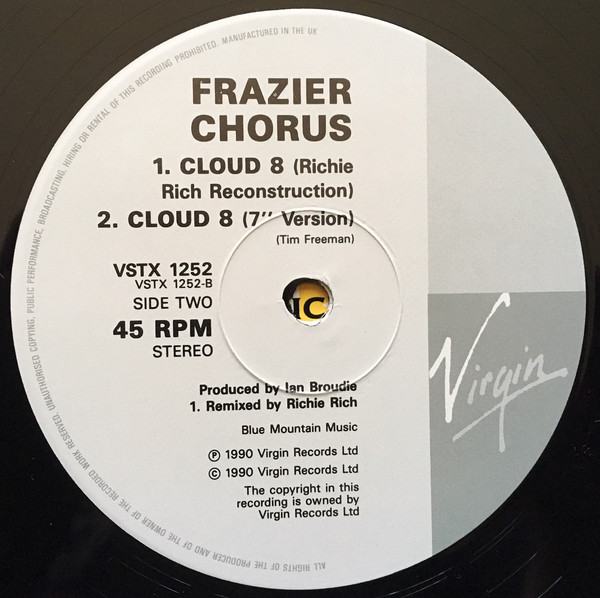 FRAZIER
CHORUS
1. CLOUD 8 (Richie
Rich Reconstruction)
2. CLOUD 8 (7" Version)
(Tim Freeman)
VSTX 1252
VSTX 1252-B
SIDE TWO
45 RPM
STEREO
IC
Virgin
Produced by Ian Broudie
1. Remixed by Richie Rich
Blue Mountain Music
℗ 1990 Virgin Records Ltd
© 1990 Virgin Records Ltd
The copyright in this
recording is owned by
Virgin Records Ltd
ALL RIGHTS OF THE PRODUCER AND OF THE OWNER OF THE RECORDED WORK RESERVED. UNAUTHORISED COPYING, PUBLIC PERFORMANCE, BROADCASTING, HIRING OR RENTAL OF THIS RECORDING PROHIBITED. MANUFACTURED IN THE UK